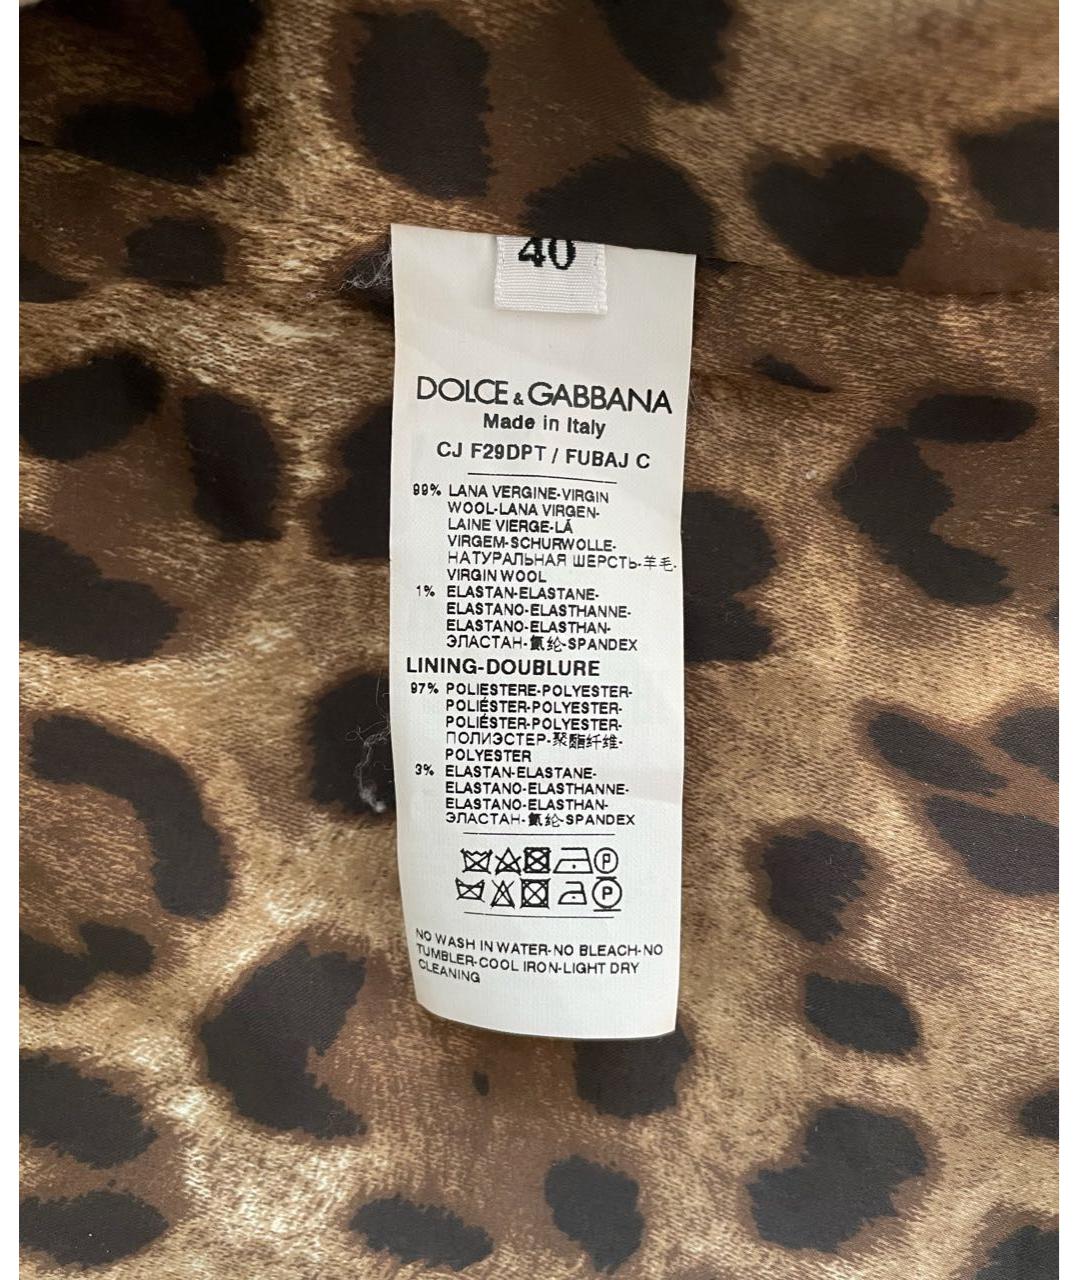 40
DOLCE & GABBANA
Made in Italy
CJ F29DPT / FUBAJ C
99% LANA VERGINE-VIRGIN
WOOL-LANA VIRGEN-
LAINE VIERGE-LÃ
VIRGEM-SCHURWOLLE-
НАТУРАЛЬНАЯ ШЕРСТЬ-羊毛-
VIRGIN WOOL
1% ELASTAN-ELASTANE-
ELASTANO-ELASTHANNE-
ELASTANO-ELASTHAN-
ЭЛАСТАН-氨纶-SPANDEX
LINING-DOUBLURE
97% POLIESTERE-POLYESTER-
POLIÉSTER-POLYESTER-
POLIÉSTER-POLYESTER-
ПОЛИЭСТЕР-聚酯纤维-
POLYESTER
3% ELASTAN-ELASTANE-
ELASTANO-ELASTHANNE-
ELASTANO-ELASTHAN-
ЭЛАСТАН-氨纶-SPANDEX
P
P
NO WASH IN WATER-NO BLEACH-NO
TUMBLER-COOL IRON-LIGHT DRY
CLEANING